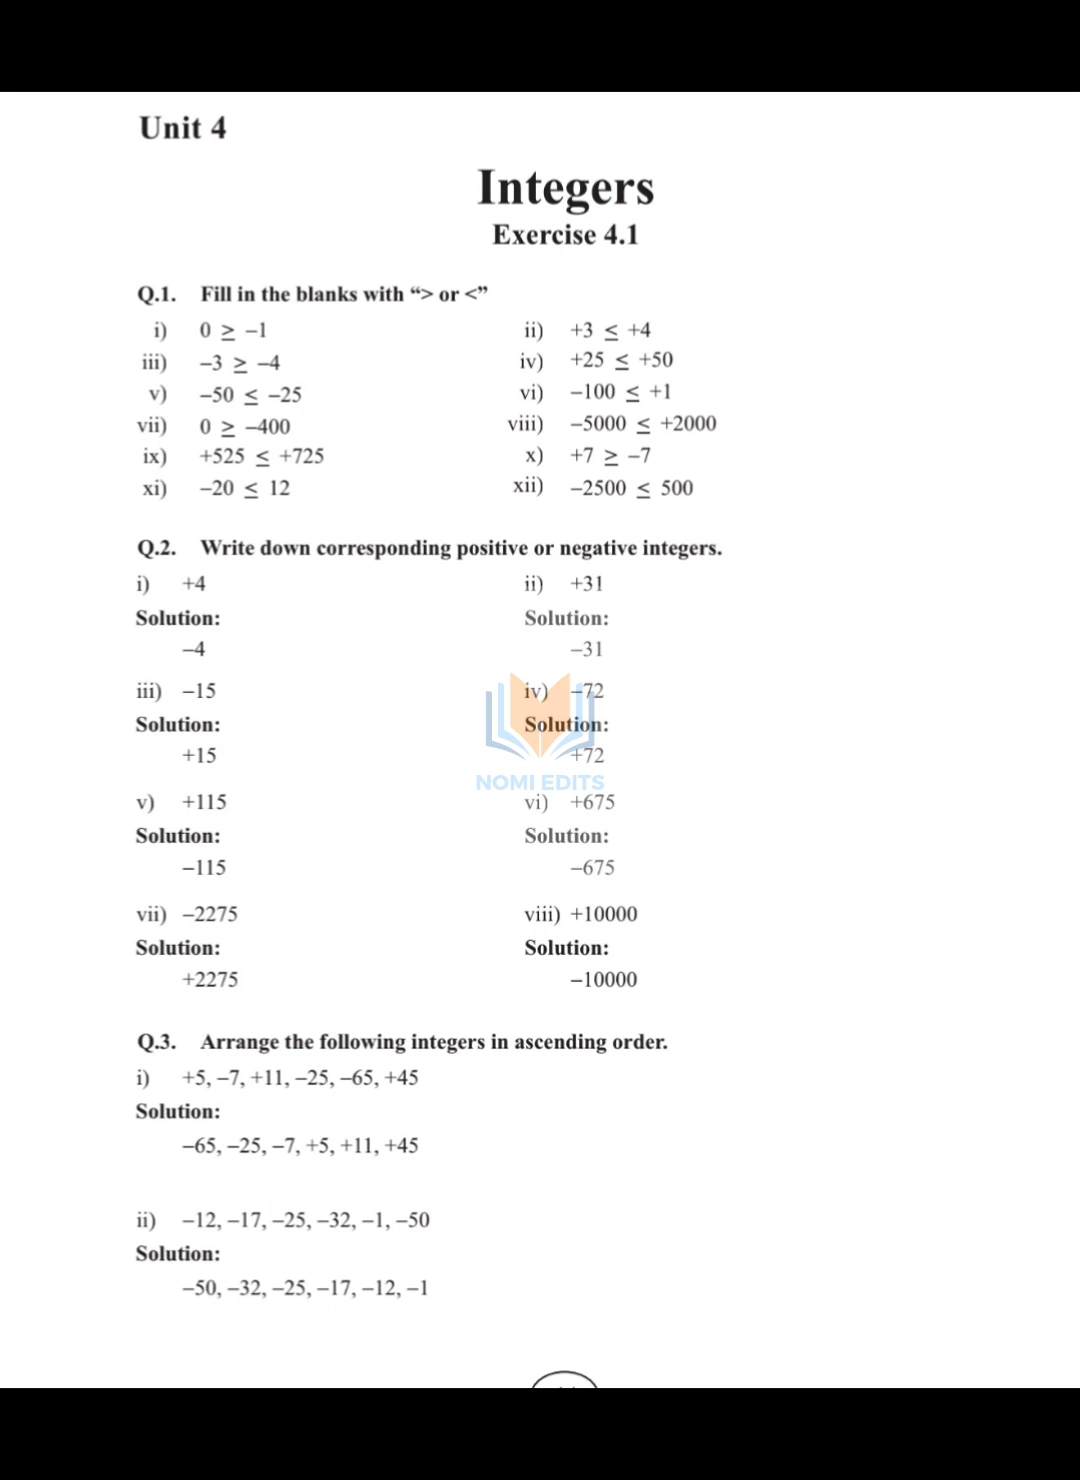 Unit 4
Integers
Exercise 4.1
Q.1. Fill in the blanks with “> or <”
i) 0 ≥ −1 ii) +3 ≤ +4
iii) −3 ≥ −4 iv) +25 ≤ +50
v) −50 ≤ −25 vi) −100 ≤ +1
vii) 0 ≥ −400 viii) −5000 ≤ +2000
ix) +525 ≤ +725 x) +7 ≥ −7
xi) −20 ≤ 12 xii) −2500 ≤ 500
Q.2. Write down corresponding positive or negative integers.
i) +4 ii) +31
Solution: Solution:
−4 −31
iii) −15 iv) −72
Solution: Solution:
+15 +72
NOMI EDITS
v) +115 vi) +675
Solution: Solution:
−115 −675
vii) −2275 viii) +10000
Solution: Solution:
+2275 −10000
Q.3. Arrange the following integers in ascending order.
i) +5, −7, +11, −25, −65, +45
Solution:
−65, −25, −7, +5, +11, +45
ii) −12, −17, −25, −32, −1, −50
Solution:
−50, −32, −25, −17, −12, −1